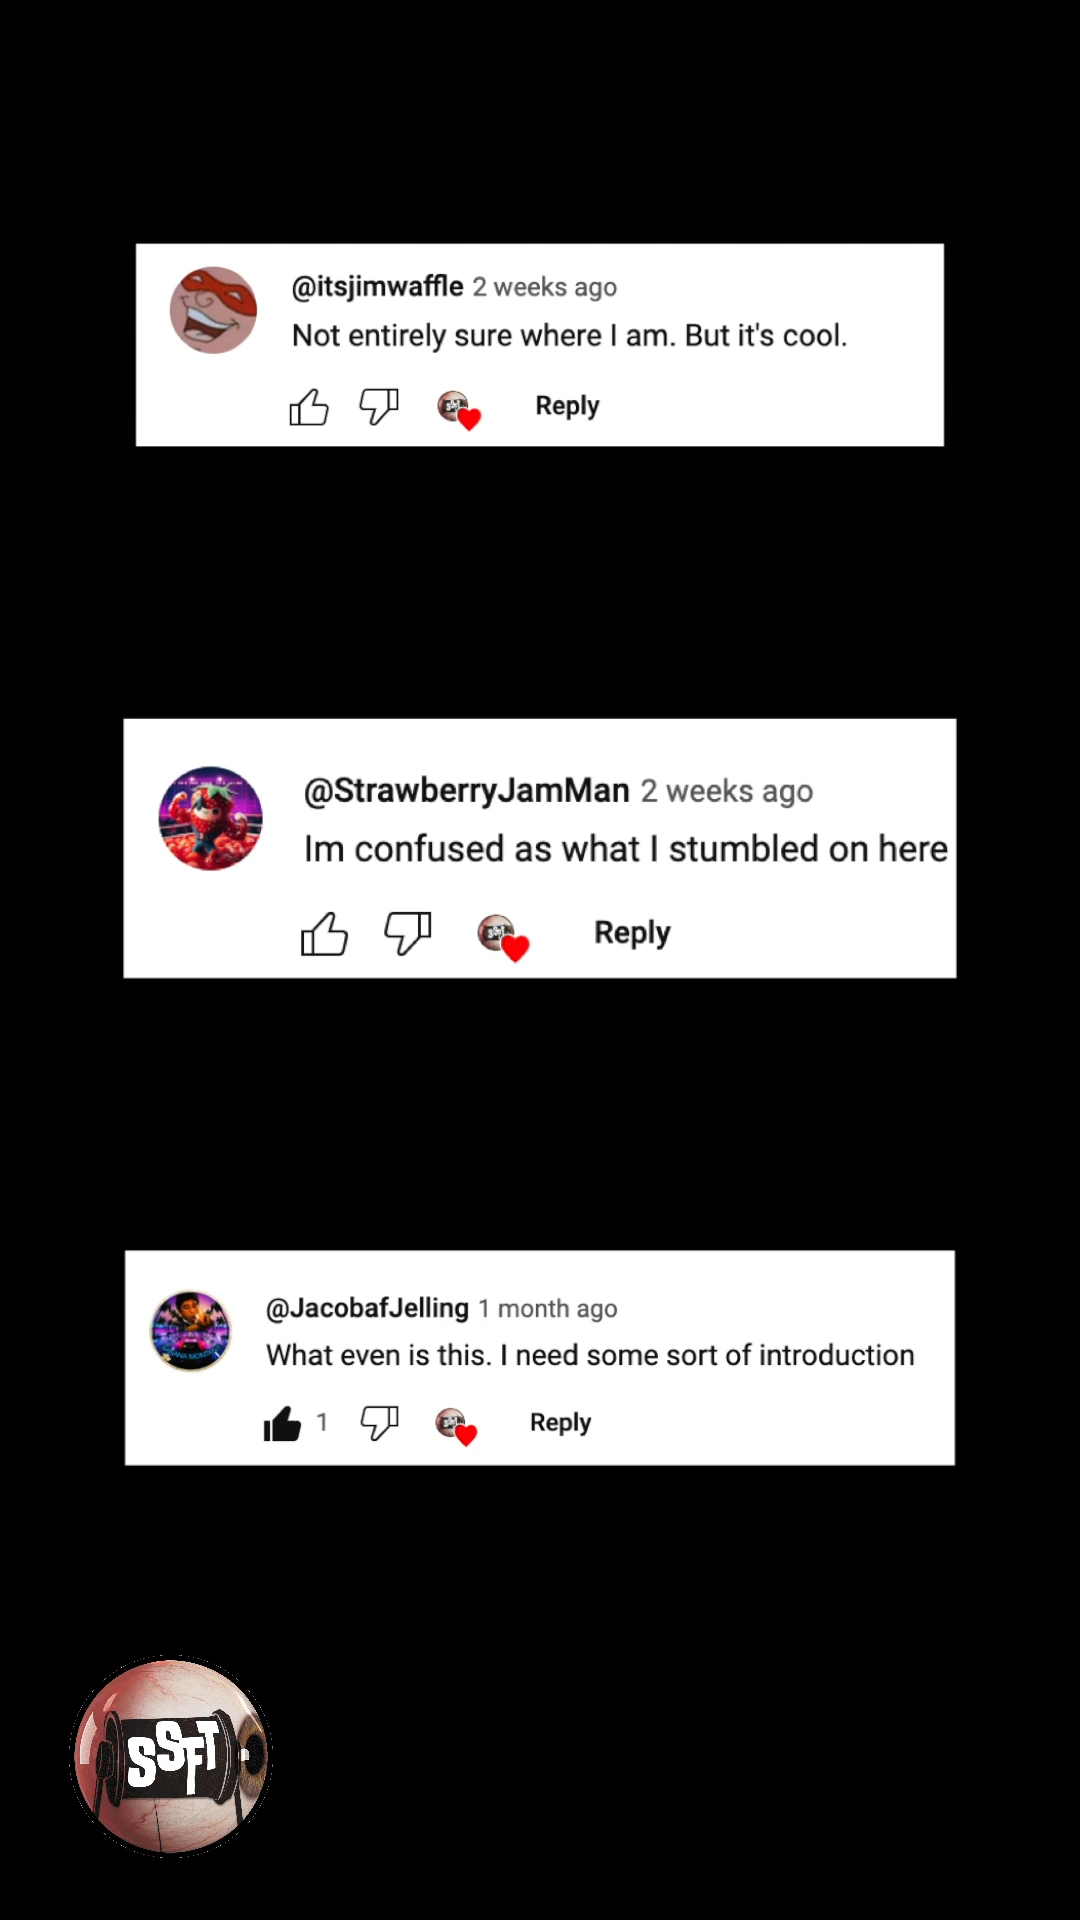 @itsjimwaffle 2 weeks ago
Not entirely sure where I am. But it's cool.
Reply
@StrawberryJamMan 2 weeks ago
Im confused as what I stumbled on here
Reply
@JacobafJelling 1 month ago
What even is this. I need some sort of introduction
1
Reply
SSFT